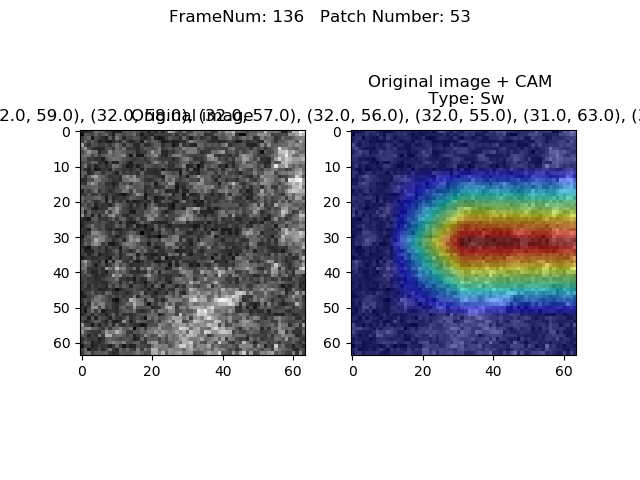 FrameNum: 136   Patch Number: 53
Original image + CAM
Type: Sw
2.0, 59.0), (32.0, 58.0), (32.0, 57.0), (32.0, 56.0), (32.0, 55.0), (31.0, 63.0), (3
Original image
0
10
20
30
40
50
60
0 20 40 60
0
10
20
30
40
50
60
0 20 40 60